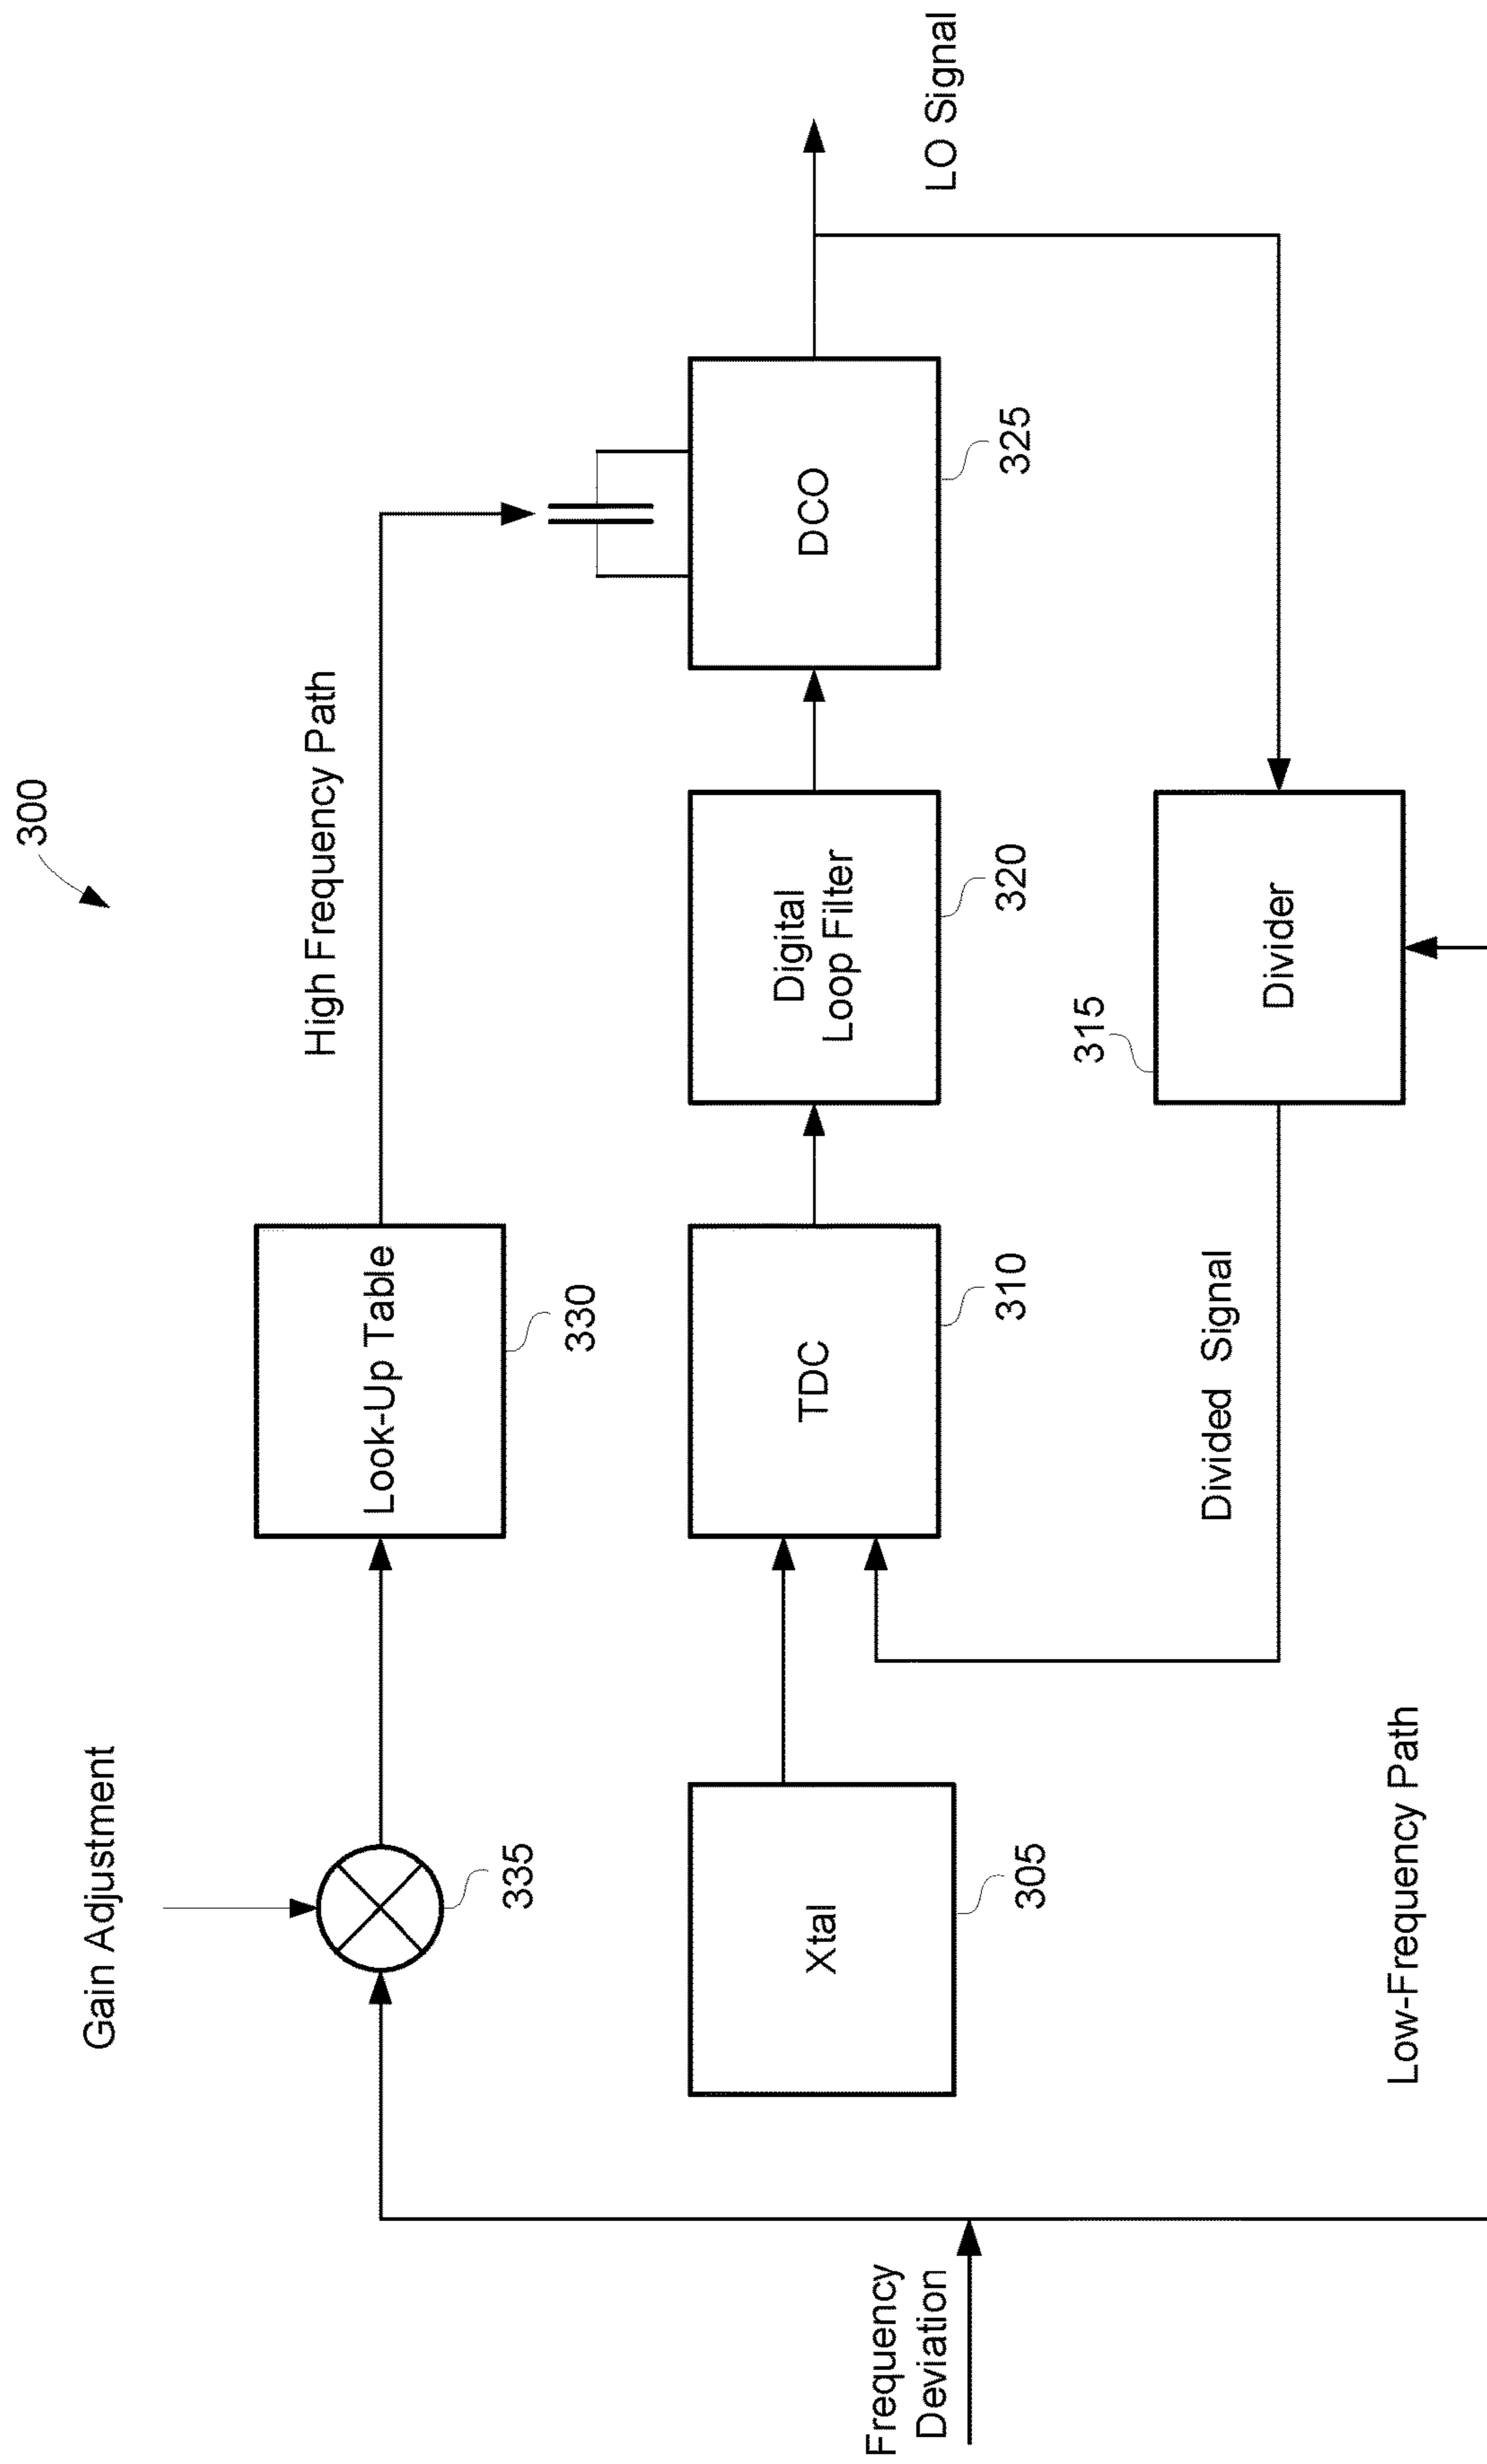 300
Gain Adjustment
High Frequency Path
335
Look-Up Table
330
Frequency
Deviation
Xtal
305
TDC
310
Digital
Loop Filter
320
DCO
325
LO Signal
Divided Signal
315
Divider
Low-Frequency Path